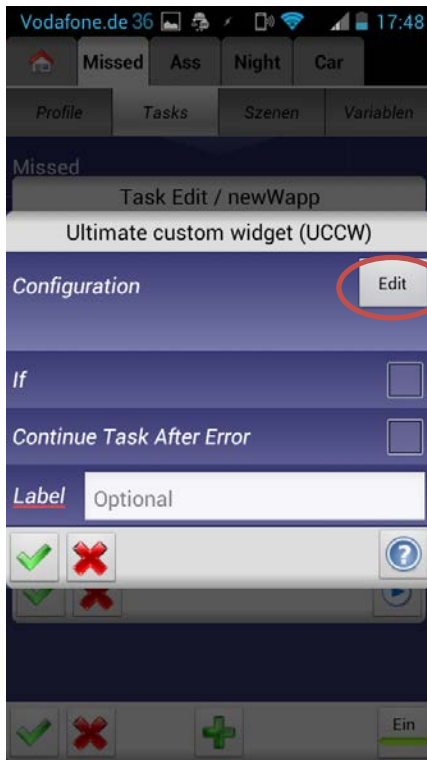 Vodafone.de 36 17:48
Missed Ass Night Car
Profile Tasks Szenen Variablen
Missed
Task Edit / newWapp
Ultimate custom widget (UCCW)
Configuration Edit
If
Continue Task After Error
Label Optional
Ein